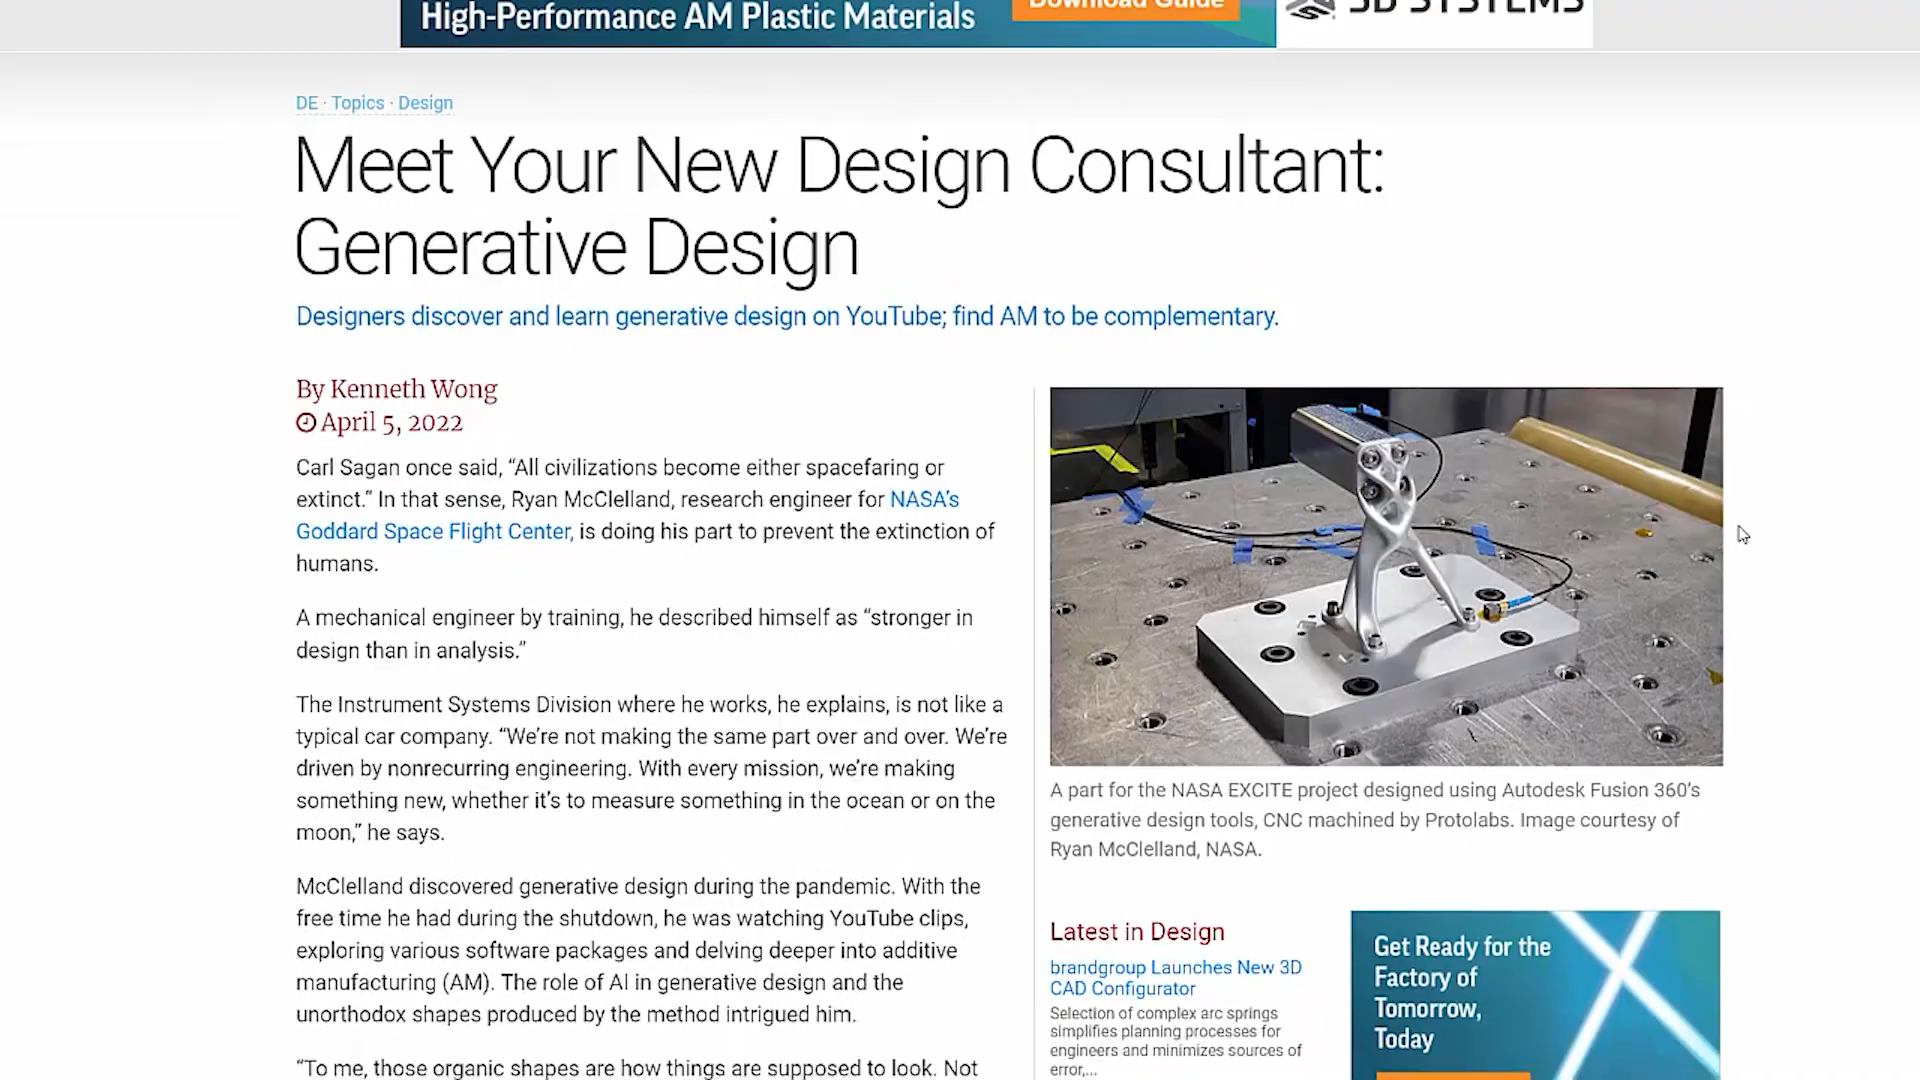 High-Performance AM Plastic Materials
Download Guide
3D SYSTEMS
DE · Topics · Design
Meet Your New Design Consultant:
Generative Design
Designers discover and learn generative design on YouTube; find AM to be complementary.
By Kenneth Wong
April 5, 2022
Carl Sagan once said, “All civilizations become either spacefaring or
extinct.” In that sense, Ryan McClelland, research engineer for NASA’s
Goddard Space Flight Center, is doing his part to prevent the extinction of
humans.
A mechanical engineer by training, he described himself as “stronger in
design than in analysis.”
The Instrument Systems Division where he works, he explains, is not like a
typical car company. “We’re not making the same part over and over. We’re
driven by nonrecurring engineering. With every mission, we’re making
something new, whether it’s to measure something in the ocean or on the
moon,” he says.
McClelland discovered generative design during the pandemic. With the
free time he had during the shutdown, he was watching YouTube clips,
exploring various software packages and delving deeper into additive
manufacturing (AM). The role of AI in generative design and the
unorthodox shapes produced by the method intrigued him.
“To me, those organic shapes are how things are supposed to look. Not
A part for the NASA EXCITE project designed using Autodesk Fusion 360’s
generative design tools, CNC machined by Protolabs. Image courtesy of
Ryan McClelland, NASA.
Latest in Design
brandgroup Launches New 3D
CAD Configurator
Selection of complex arc springs
simplifies planning processes for
engineers and minimizes sources of
error,...
Get Ready for the
Factory of
Tomorrow,
Today